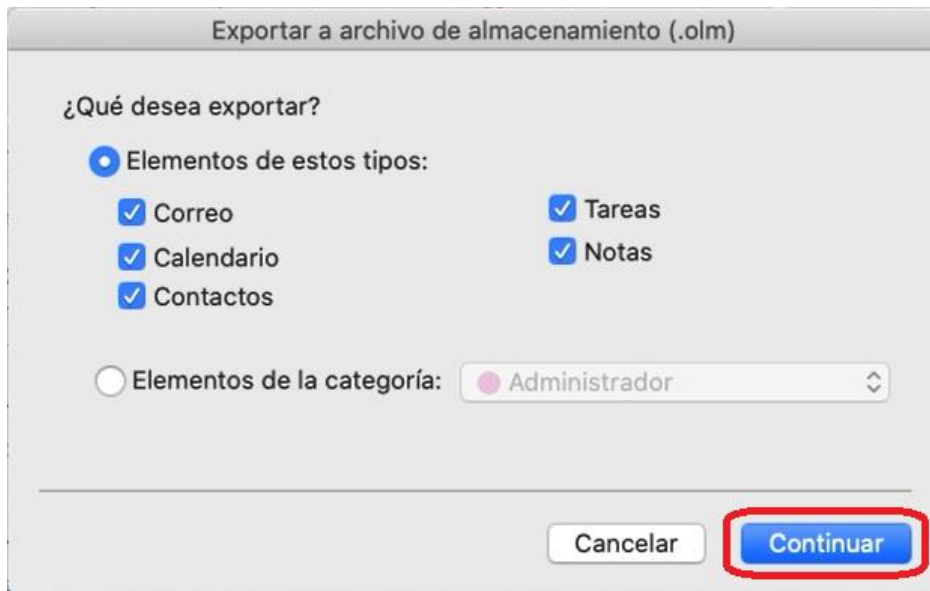 Exportar a archivo de almacenamiento (.olm)
¿Qué desea exportar?
Elementos de estos tipos:
Correo
Tareas
Calendario
Notas
Contactos
Elementos de la categoría:
Administrador
Cancelar
Continuar